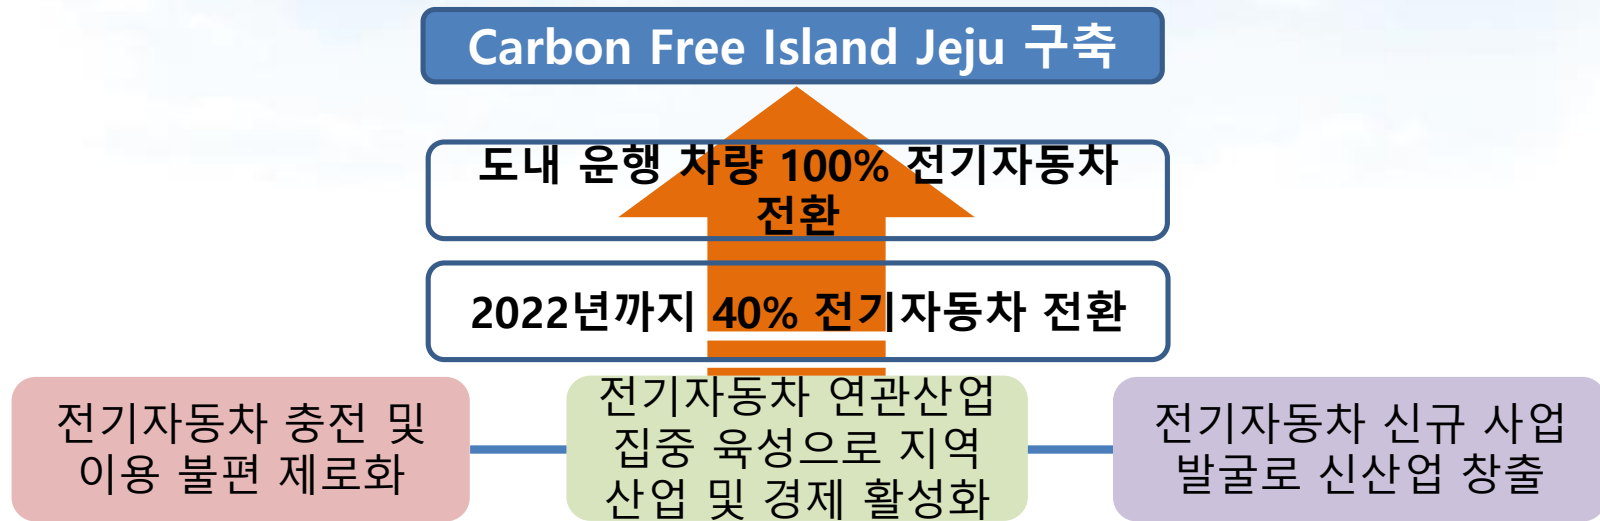 Carbon Free Island Jeju 구축
도내 운행 차량 100% 전기자동차
전환
2022년까지 40% 전기자동차 전환
전기자동차 충전 및
이용 불편 제로화
전기자동차 연관산업
집중 육성으로 지역
산업 및 경제 활성화
전기자동차 신규 사업
발굴로 신산업 창출